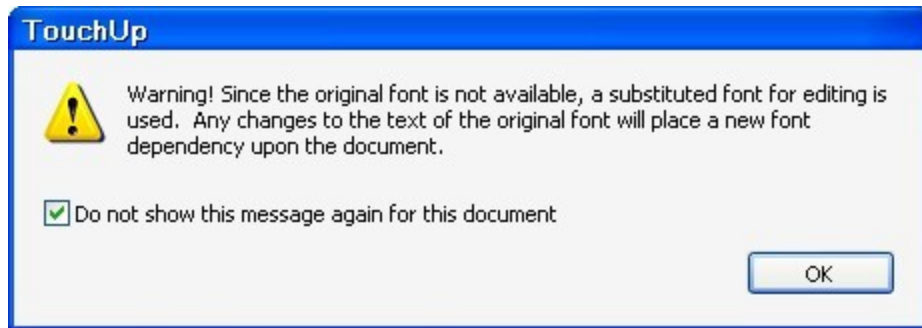 TouchUp
Warning! Since the original font is not available, a substituted font for editing is
used.  Any changes to the text of the original font will place a new font
dependency upon the document.
Do not show this message again for this document
OK